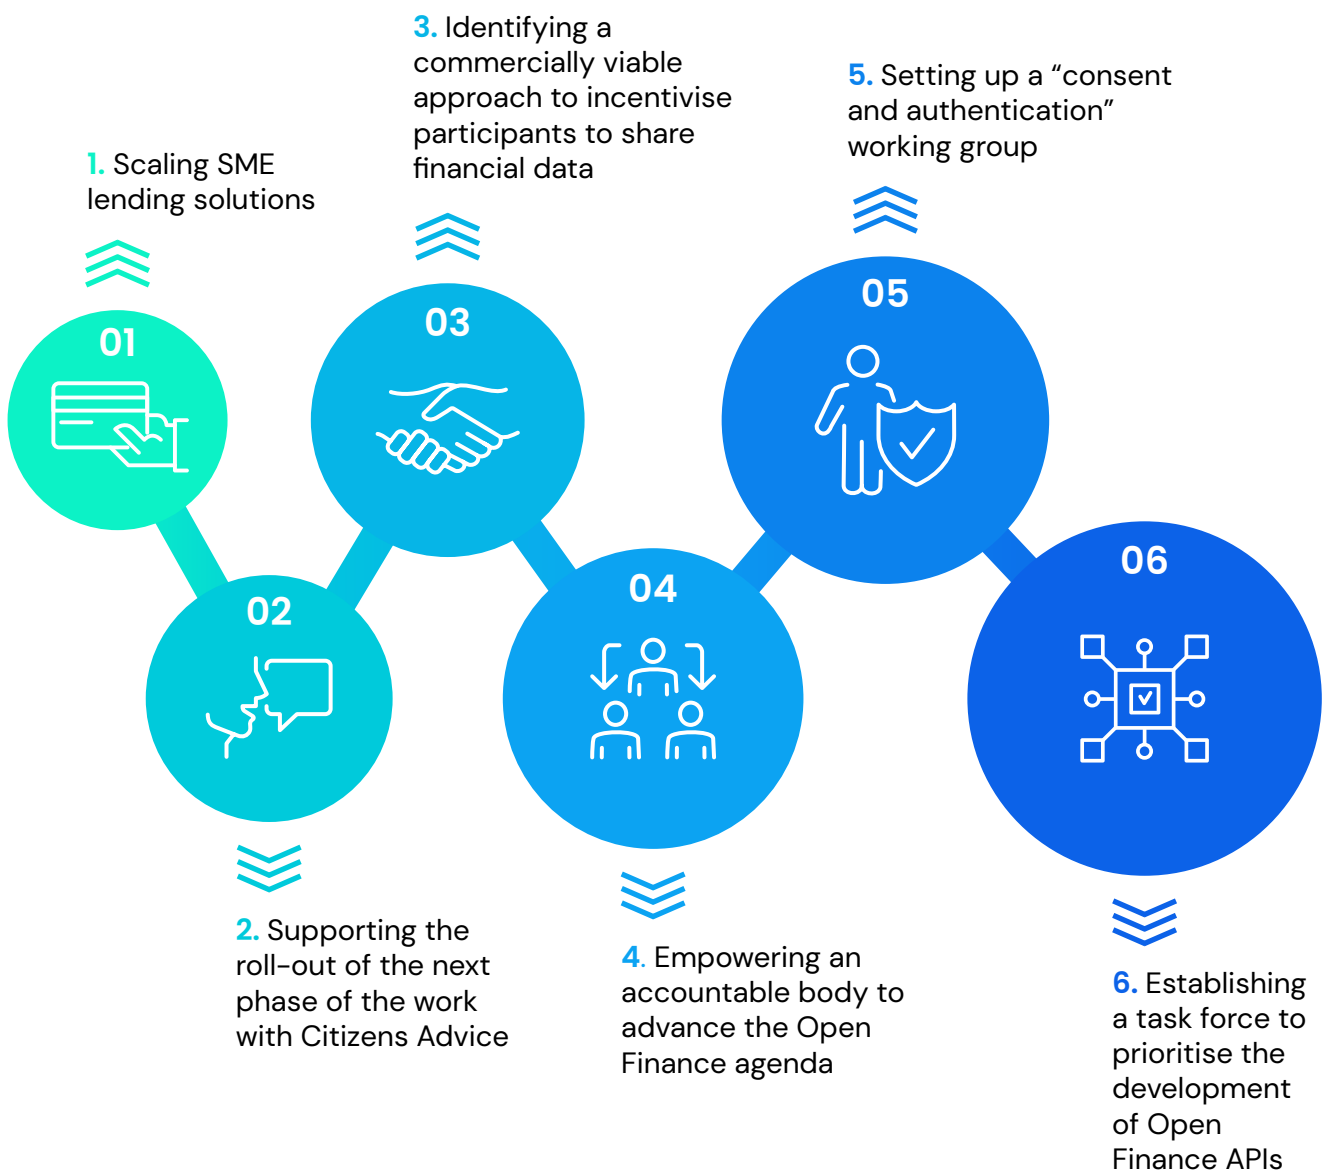 1. Scaling SME
lending solutions
01
2. Supporting the
roll-out of the next
phase of the work
with Citizens Advice
02
3. Identifying a
commercially viable
approach to incentivise
participants to share
financial data
03
4. Empowering an
accountable body to
advance the Open
Finance agenda
04
5. Setting up a “consent
and authentication”
working group
05
6. Establishing
a task force to
prioritise the
development
of Open
Finance APIs
06